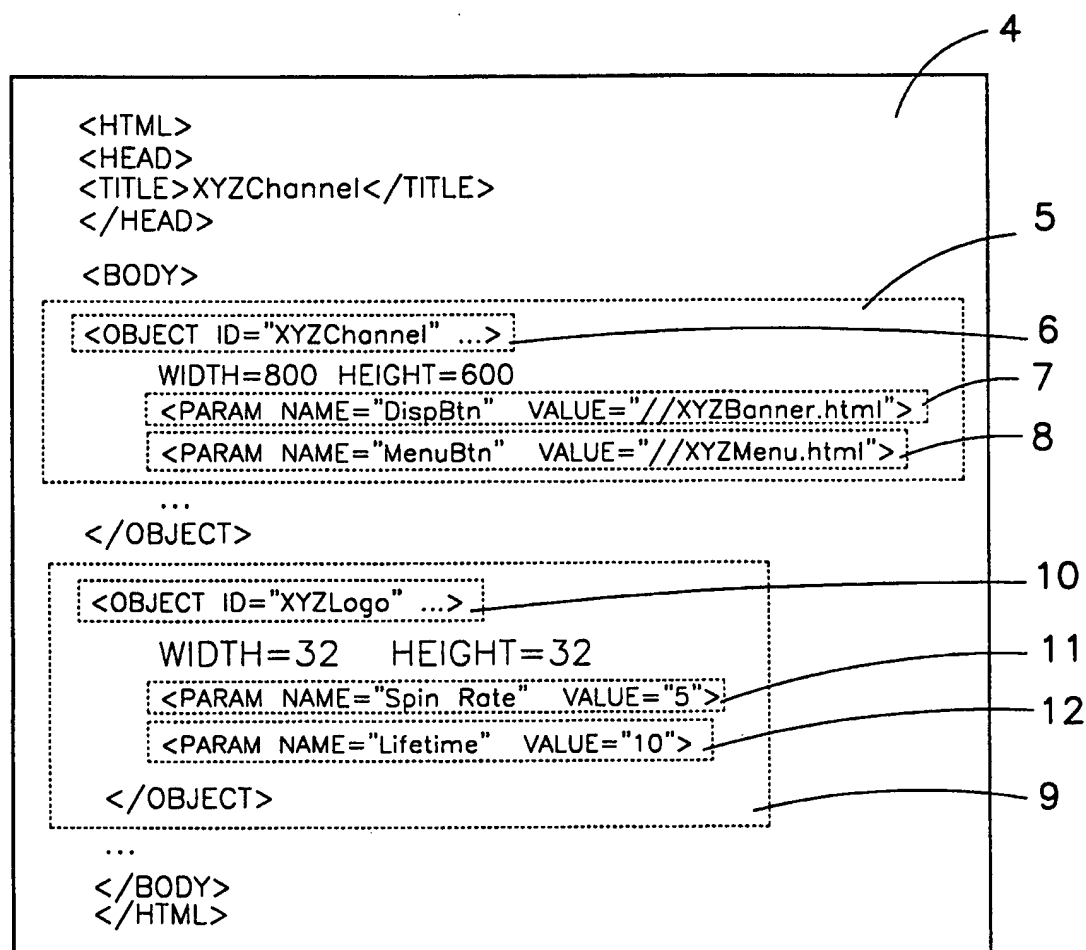 4
<HTML>
<HEAD>
<TITLE>XYZChannel</TITLE>
</HEAD>
5
<BODY>
<OBJECT ID="XYZChannel" ...>
6
WIDTH=800 HEIGHT=600
7
<PARAM NAME="DispBtn" VALUE="//XYZBanner.html">
<PARAM NAME="MenuBtn" VALUE="//XYZMenu.html">
8
...
</OBJECT>
10
<OBJECT ID="XYZLogo" ...>
WIDTH=32 HEIGHT=32
11
<PARAM NAME="Spin Rate" VALUE="5">
12
<PARAM NAME="Lifetime" VALUE="10">
</OBJECT>
9
...
</BODY>
</HTML>